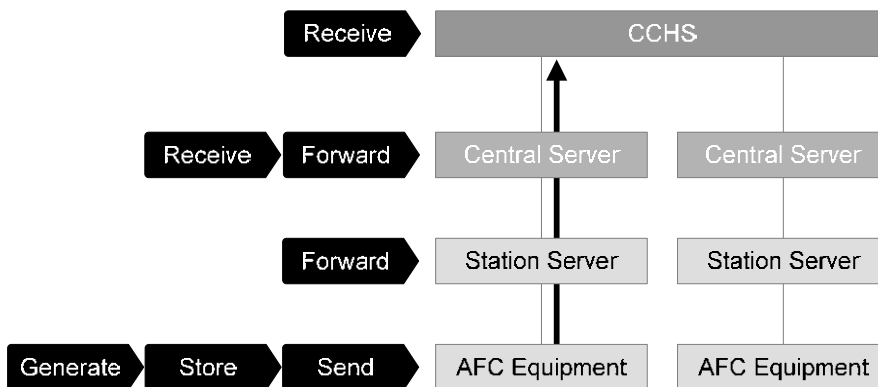 Receive
CCHS
Receive
Forward
Central Server
Central Server
Forward
Station Server
Station Server
Generate
Store
Send
AFC Equipment
AFC Equipment